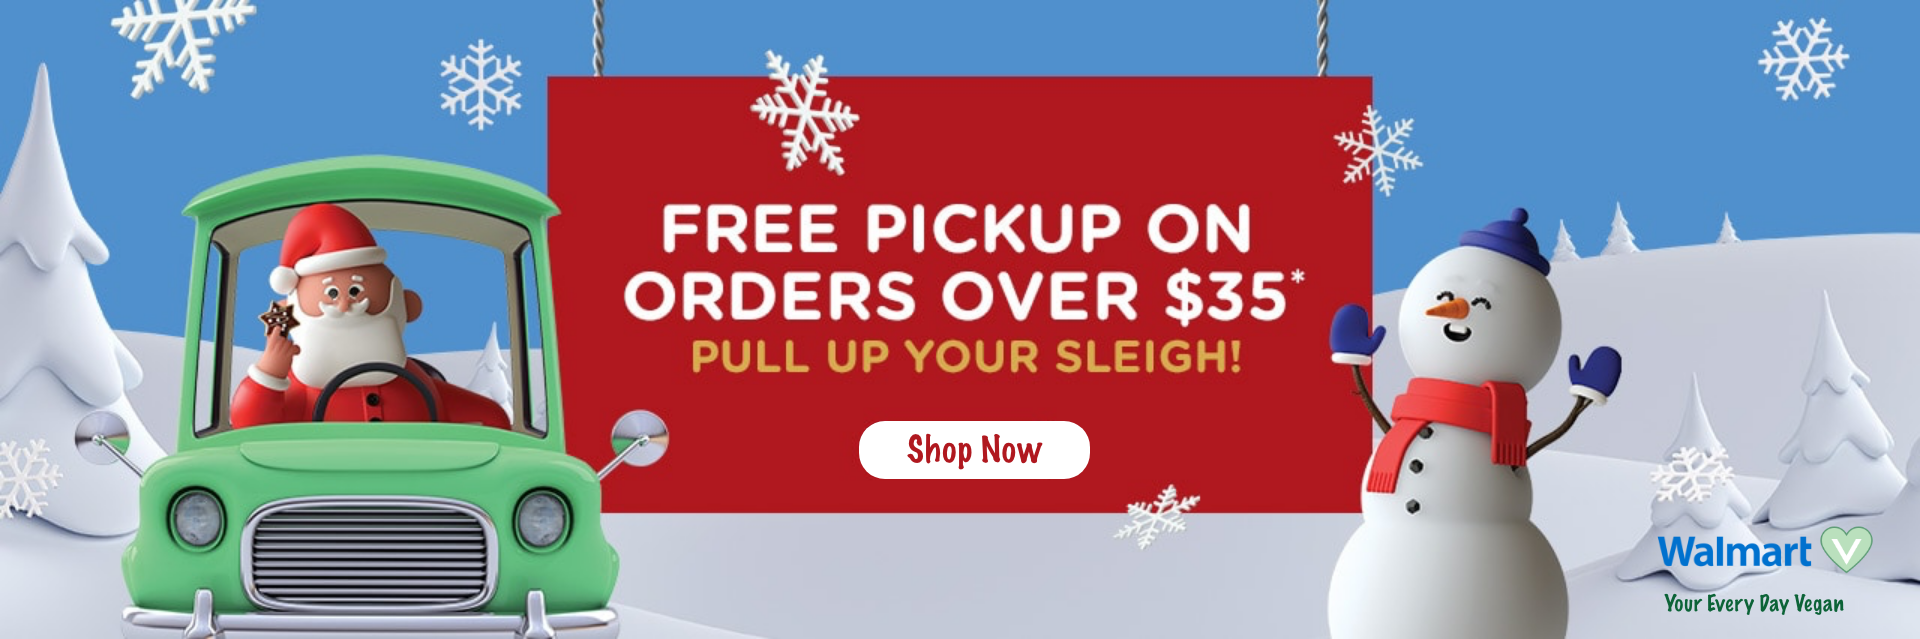 FREE PICKUP ON
ORDERS OVER $35*
PULL UP YOUR SLEIGH!
Shop Now
Walmart V
Your Every Day Vegan